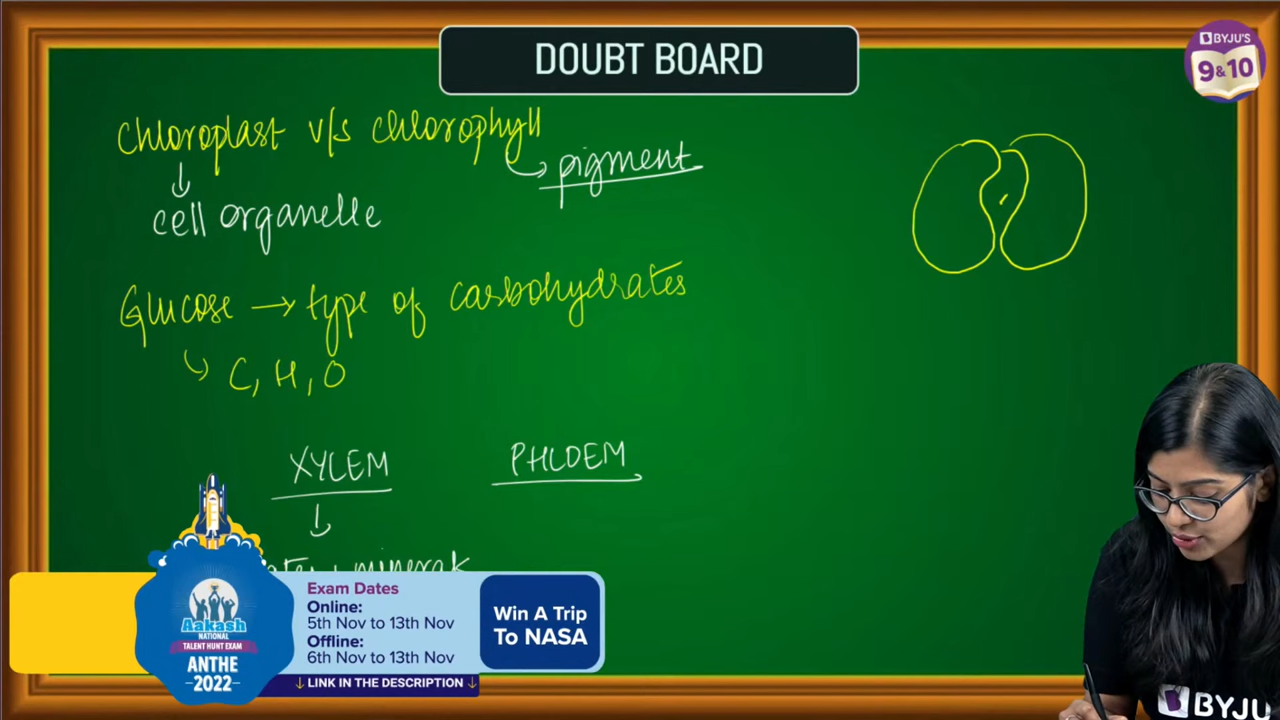 DOUBT BOARD
BYJU'S
9&10
Chloroplast v/s chlorophyll
pigment
cell organelle
Glucose → type of carbohydrates
C, H, O
XYLEM
PHLOEM
Aakash
NATIONAL
TALENT HUNT EXAM
ANTHE
-2022-
Exam Dates
Online:
5th Nov to 13th Nov
Offline:
6th Nov to 13th Nov
↓ LINK IN THE DESCRIPTION ↓
Win A Trip
To NASA
BYJU